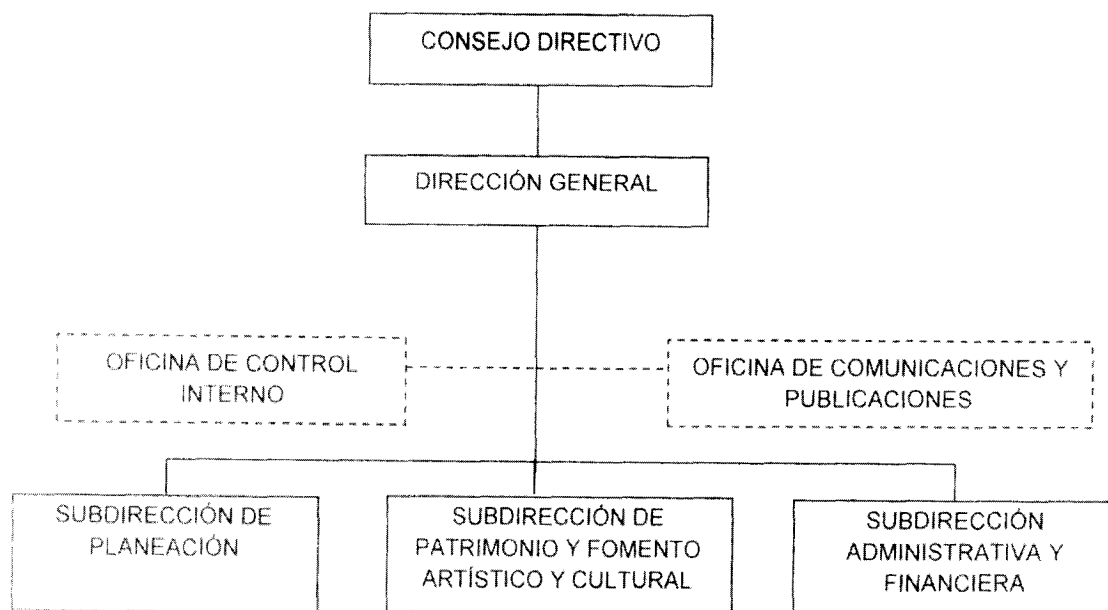 CONSEJO DIRECTIVO
DIRECCIÓN GENERAL
OFICINA DE CONTROL
INTERNO
OFICINA DE COMUNICACIONES Y
PUBLICACIONES
SUBDIRECCIÓN DE
PLANEACIÓN
SUBDIRECCIÓN DE
PATRIMONIO Y FOMENTO
ARTÍSTICO Y CULTURAL
SUBDIRECCIÓN
ADMINISTRATIVA Y
FINANCIERA